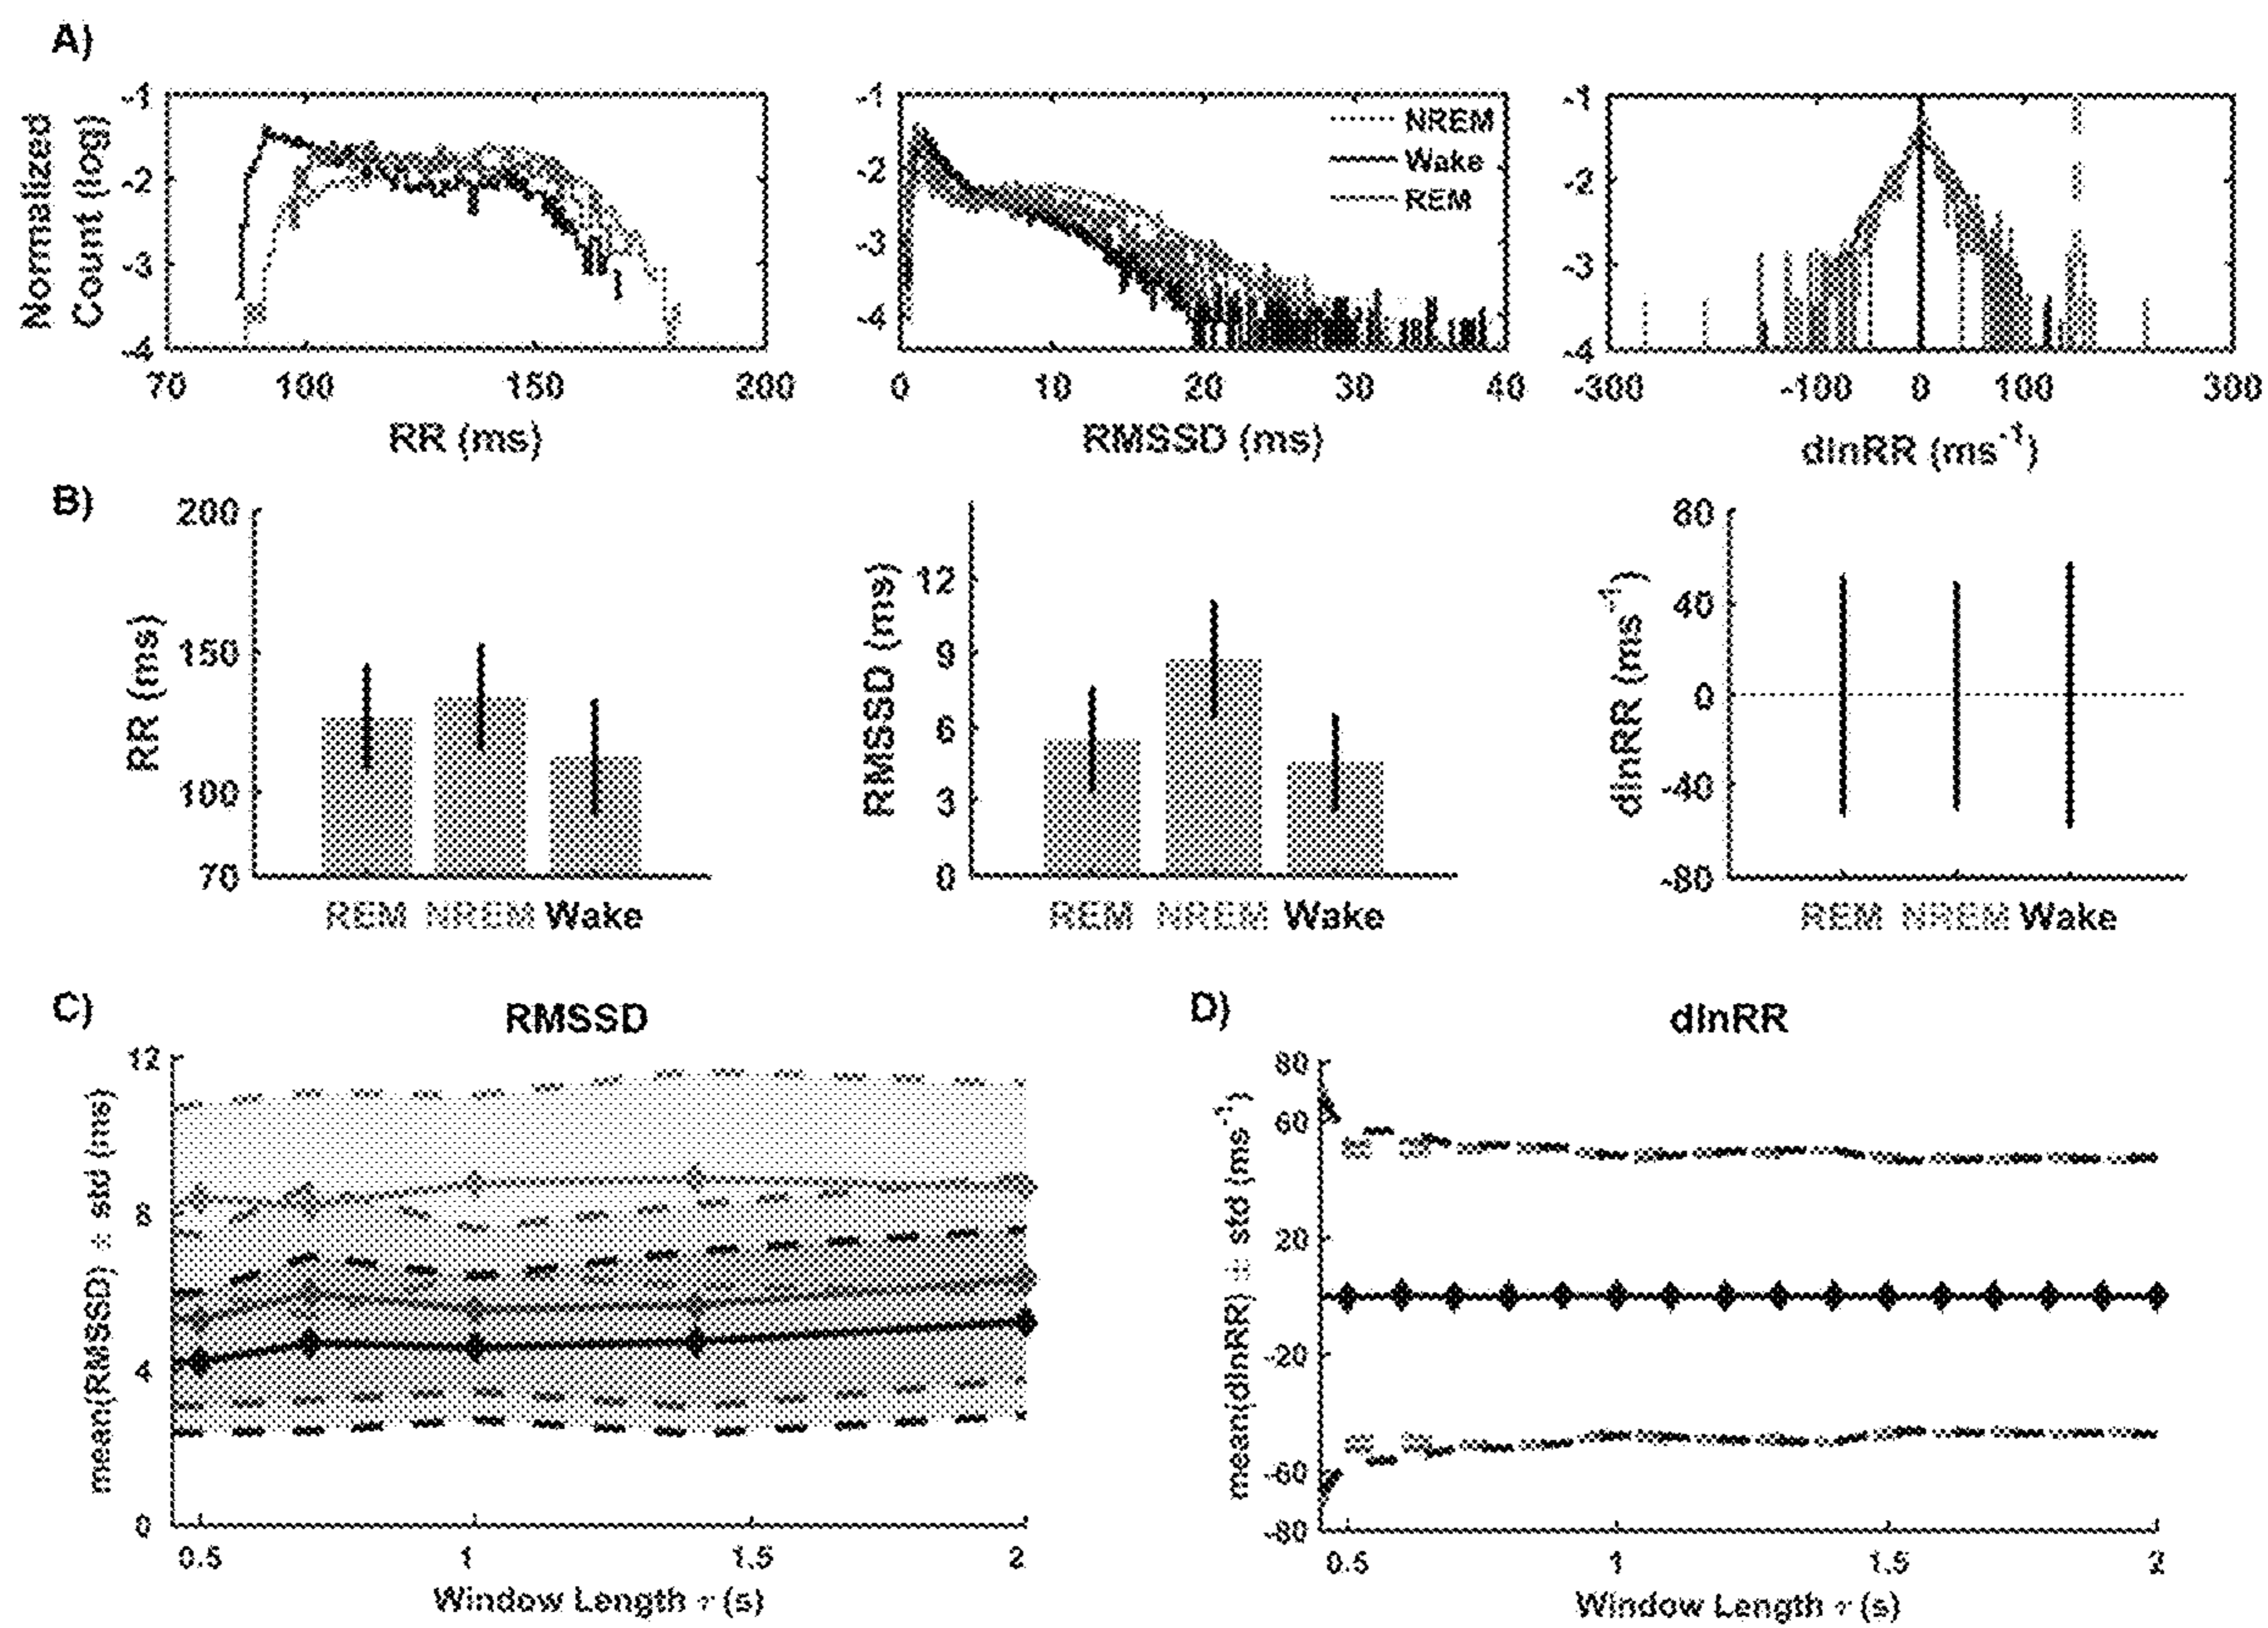 A)
Normalized
Count (log)
-1
-2
-3
-4
70 100 150 200
RR (ms)
-1
-2
-3
-4
NREM
Wake
REM
0 10 20 30 40
RMSSD (ms)
-1
-2
-3
-4
-300 -100 0 100 300
dlnRR (ms-1)
B)
RR (ms)
200
150
100
70
REM NREM Wake
RMSSD (ms)
12
9
6
3
0
REM NREM Wake
dlnRR (ms-1)
80
40
0
-40
-80
REM NREM Wake
C)
RMSSD
mean(RMSSD) ± std (ms)
12
8
4
0
0.5 1 1.5 2
Window Length τ (s)
D)
dlnRR
mean(dlnRR) ± std (ms-1)
80
60
20
-20
-60
-80
0.5 1 1.5 2
Window Length τ (s)